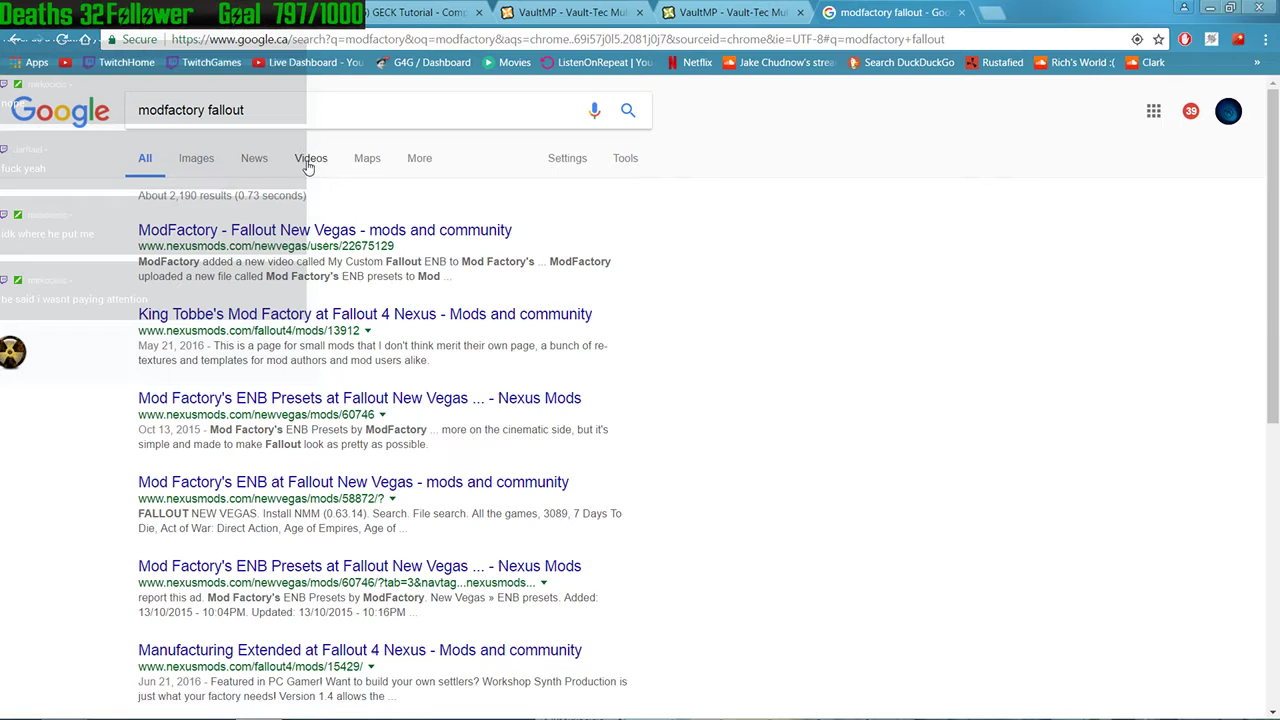 Deaths 32 Follower Goal 797/1000
GECK Tutorial - Comp
VaultMP - Vault-Tec Mul
VaultMP - Vault-Tec Mul
modfactory fallout - Goo
Secure https://www.google.ca/search?q=modfactory&oq=modfactory&aqs=chrome..69i57j0l5.2081j0j7&sourceid=chrome&ie=UTF-8#q=modfactory+fallout
Apps TwitchHome TwitchGames Live Dashboard - You G4G / Dashboard Movies ListenOnRepeat | You Netflix Jake Chudnow's strea Search DuckDuckGo Rustafied Rich's World :( Clark »
Google
modfactory fallout
39
All Images News Videos Maps More Settings Tools
fuck yeah
About 2,190 results (0.73 seconds)
idk where he put me
he said i wasnt paying attention
ModFactory - Fallout New Vegas - mods and community
www.nexusmods.com/newvegas/users/22675129
ModFactory added a new video called My Custom Fallout ENB to Mod Factory's ... ModFactory
uploaded a new file called Mod Factory's ENB presets to Mod ...
King Tobbe's Mod Factory at Fallout 4 Nexus - Mods and community
www.nexusmods.com/fallout4/mods/13912
May 21, 2016 - This is a page for small mods that I don't think merit their own page, a bunch of re-
textures and templates for mod authors and mod users alike.
Mod Factory's ENB Presets at Fallout New Vegas ... - Nexus Mods
www.nexusmods.com/newvegas/mods/60746
Oct 13, 2015 - Mod Factory's ENB Presets by ModFactory ... more on the cinematic side, but it's
simple and made to make Fallout look as pretty as possible.
Mod Factory's ENB at Fallout New Vegas - mods and community
www.nexusmods.com/newvegas/mods/58872/?
FALLOUT NEW VEGAS. Install NMM (0.63.14). Search. File search. All the games, 3089, 7 Days To
Die, Act of War: Direct Action, Age of Empires, Age of ...
Mod Factory's ENB Presets at Fallout New Vegas ... - Nexus Mods
www.nexusmods.com/newvegas/mods/60746/?tab=3&navtag...nexusmods...
report this ad. Mod Factory's ENB Presets by ModFactory. New Vegas » ENB presets. Added:
13/10/2015 - 10:04PM. Updated: 13/10/2015 - 10:16PM ...
Manufacturing Extended at Fallout 4 Nexus - Mods and community
www.nexusmods.com/fallout4/mods/15429/
Jun 21, 2016 - Featured in PC Gamer! Want to build your own settlers? Workshop Synth Production is
just what your factory needs! Version 1.4 allows the ...